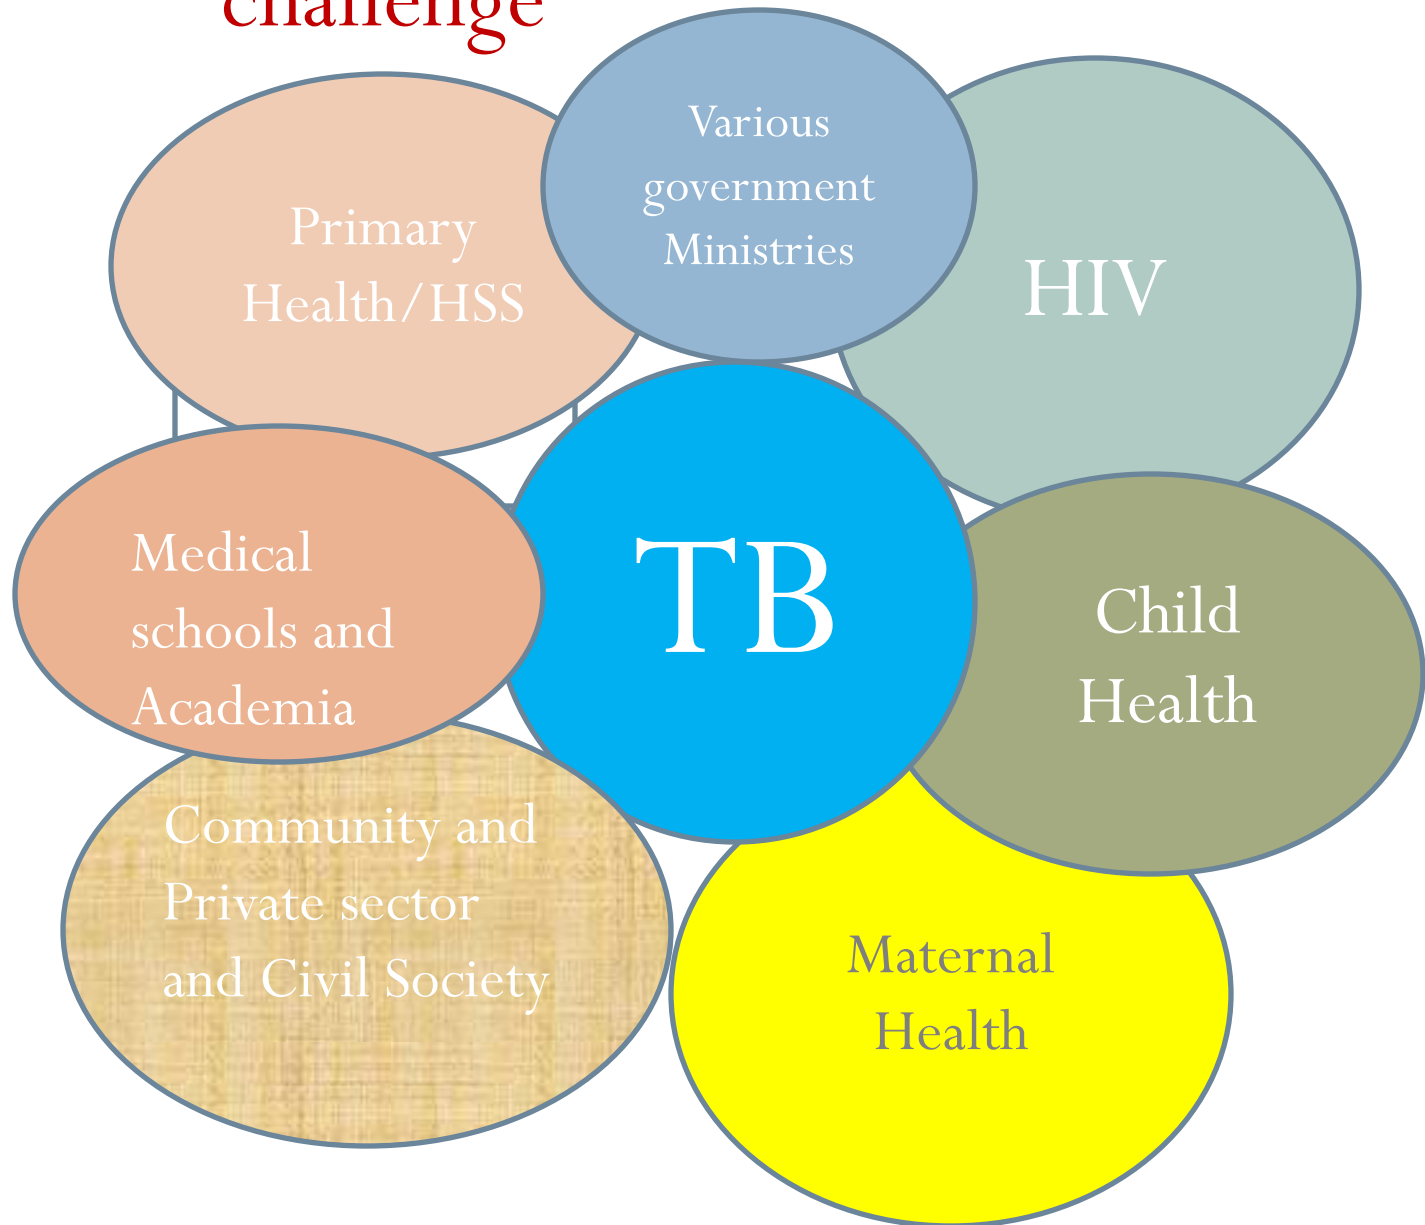 challenge
Various
government
Ministries
Primary
Health/HSS
HIV
Medical
schools and
Academia
TB
Child
Health
Community and
Private sector
and Civil Society
Maternal
Health